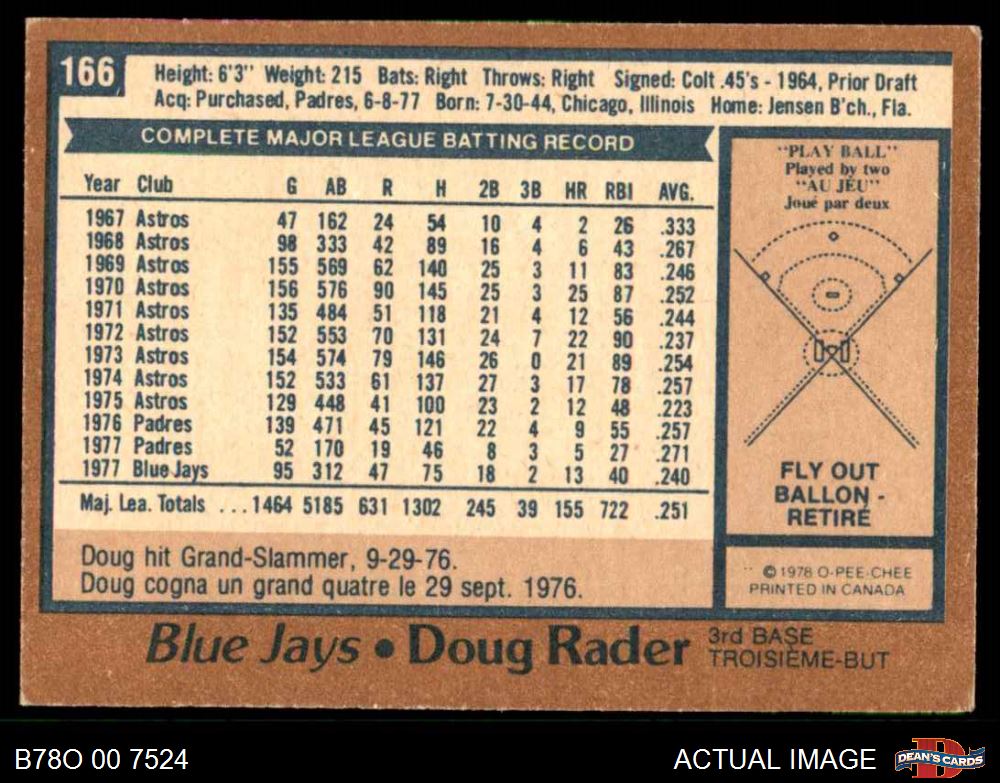 166
Height: 6'3" Weight: 215 Bats: Right Throws: Right Signed: Colt .45's - 1964, Prior Draft
Acq: Purchased, Padres, 6-8-77 Born: 7-30-44, Chicago, Illinois Home: Jensen B'ch., Fla.
COMPLETE MAJOR LEAGUE BATTING RECORD
Year Club G AB R H 2B 3B HR RBI AVG.
1967 Astros 47 162 24 54 10 4 2 26 .333
1968 Astros 98 333 42 89 16 4 6 43 .267
1969 Astros 155 569 62 140 25 3 11 83 .246
1970 Astros 156 576 90 145 25 3 25 87 .252
1971 Astros 135 484 51 118 21 4 12 56 .244
1972 Astros 152 553 70 131 24 7 22 90 .237
1973 Astros 154 574 79 146 26 0 21 89 .254
1974 Astros 152 533 61 137 27 3 17 78 .257
1975 Astros 129 448 41 100 23 2 12 48 .223
1976 Padres 139 471 45 121 22 4 9 55 .257
1977 Padres 52 170 19 46 8 3 5 27 .271
1977 Blue Jays 95 312 47 75 18 2 13 40 .240
Maj. Lea. Totals ...1464 5185 631 1302 245 39 155 722 .251
Doug hit Grand-Slammer, 9-29-76.
Doug cogna un grand quatre le 29 sept. 1976.
"PLAY BALL"
Played by two
"AU JEU"
Joué par deux
FLY OUT
BALLON -
RETIRÉ
© 1978 O-PEE-CHEE
PRINTED IN CANADA
Blue Jays • Doug Rader
3rd BASE
TROISIÈME-BUT
B78O 00 7524
ACTUAL IMAGE
D
DEAN'S CARDS